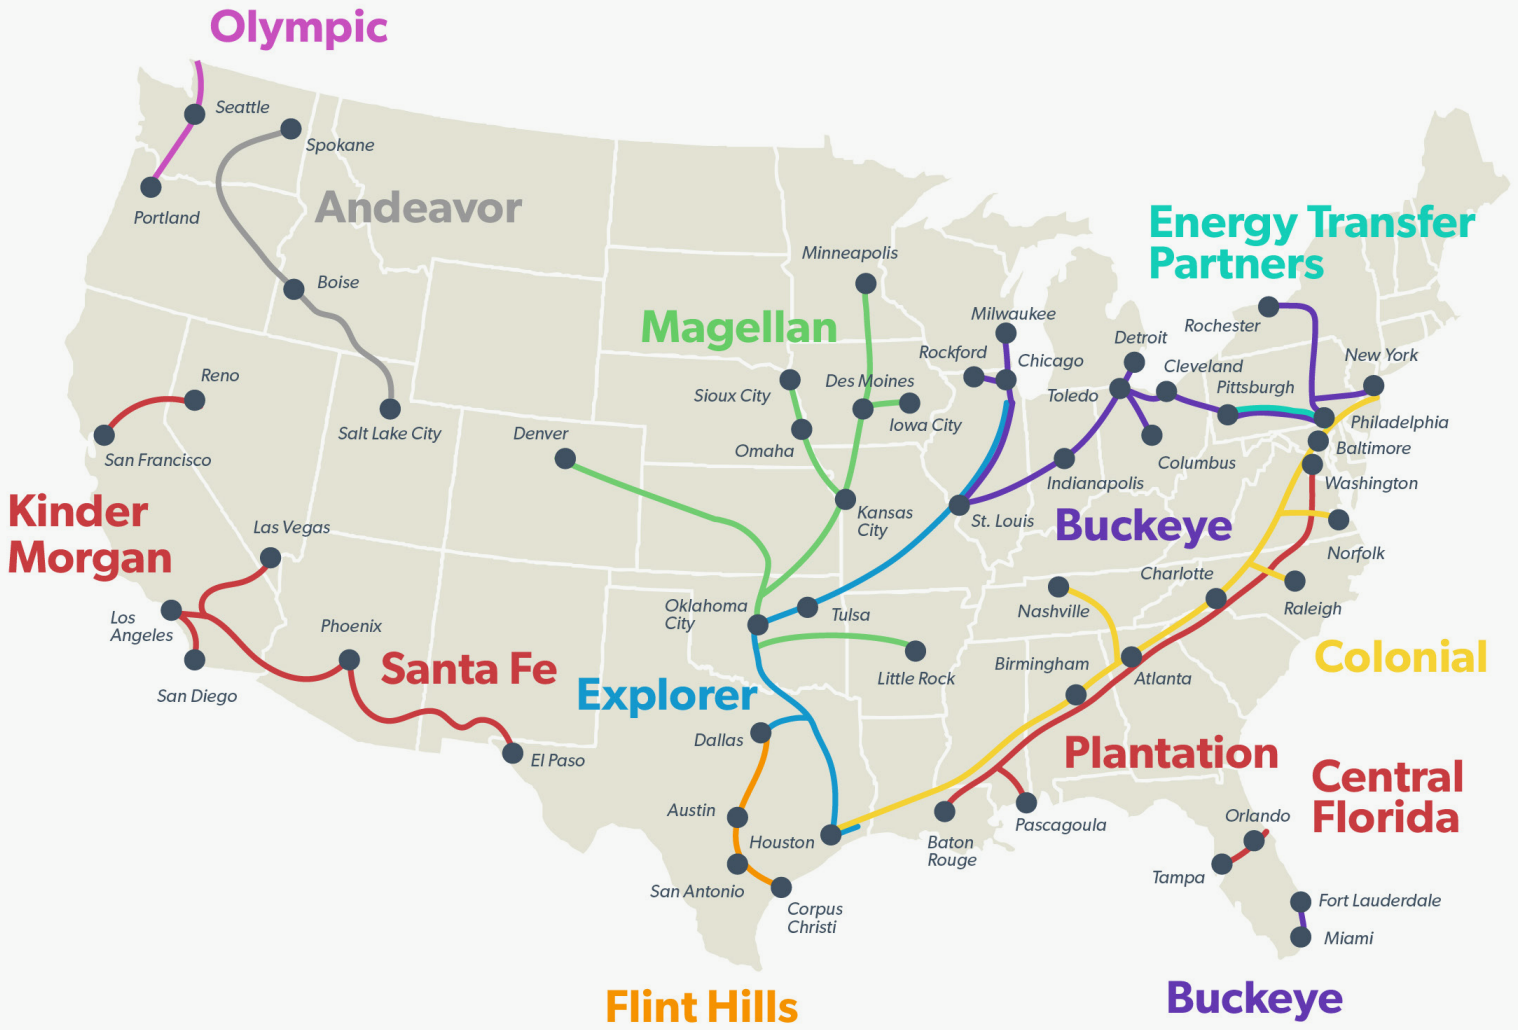 Olympic
Seattle
Spokane
Portland
Andeavor
Boise
Salt Lake City
Reno
San Francisco
Kinder
Morgan
Las Vegas
Los
Angeles
San Diego
Phoenix
Santa Fe
El Paso
Denver
Magellan
Minneapolis
Sioux City
Des Moines
Iowa City
Omaha
Kansas
City
Oklahoma
City
Tulsa
Little Rock
Explorer
Dallas
Austin
Houston
San Antonio
Corpus
Christi
Flint Hills
Milwaukee
Rockford
Chicago
St. Louis
Indianapolis
Toledo
Detroit
Cleveland
Columbus
Pittsburgh
Buckeye
Energy Transfer
Partners
Rochester
New York
Philadelphia
Baltimore
Washington
Norfolk
Raleigh
Charlotte
Nashville
Birmingham
Atlanta
Colonial
Plantation
Baton
Rouge
Pascagoula
Central
Florida
Orlando
Tampa
Fort Lauderdale
Miami
Buckeye